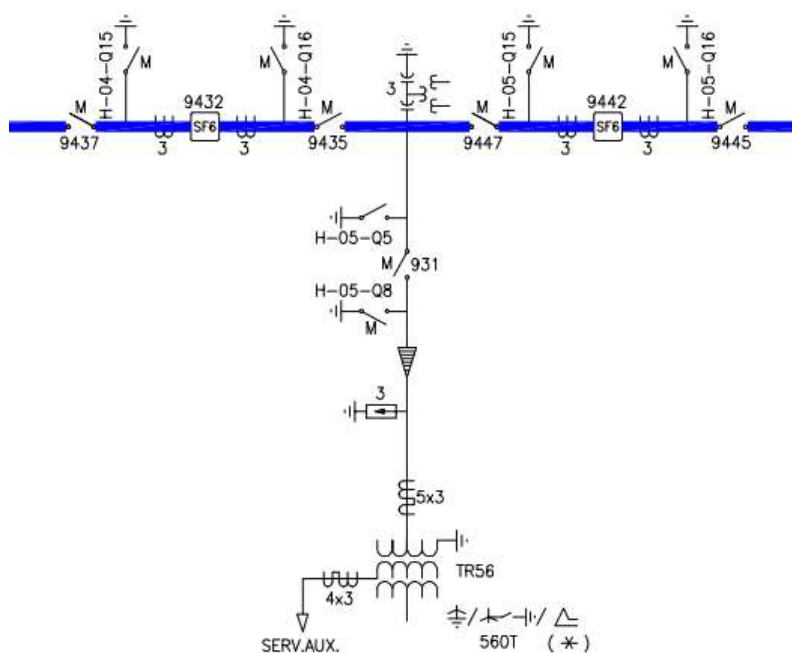 H-04-Q15
M
H-04-Q16
M
3
H-05-Q15
M
H-05-Q16
M
M
9432
SF6
M
M
9442
SF6
M
9437
3
3
9435
9447
3
3
9445
H-05-Q5
M
931
H-05-Q8
M
3
5x3
TR56
4x3
SERV.AUX.
560T
(*)